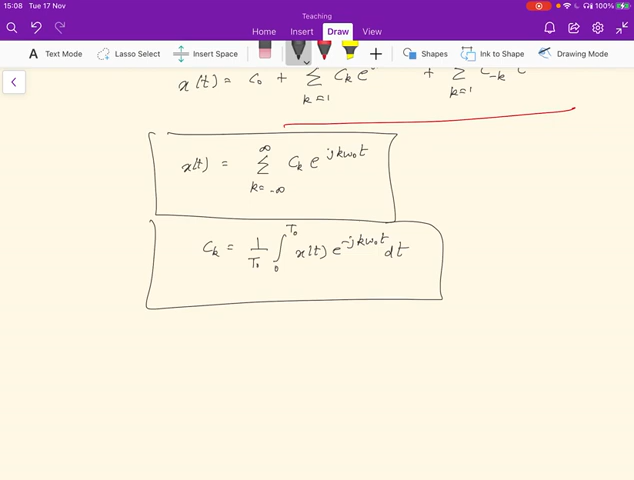 15:08 Tue 17 Nov
100%
Teaching
Home Insert Draw View
A Text Mode Lasso Select Insert Space Shapes Ink to Shape Drawing Mode
x(t) = C₀ + ∑ Cₖ e + ∑ C₋ₖ e
k=1 k=1
x(t) = ∑ Cₖ e^{jkω₀t}
∞
k=-∞
Cₖ = 1/T₀ ∫₀^{T₀} x(t) e^{-jkω₀t} dt